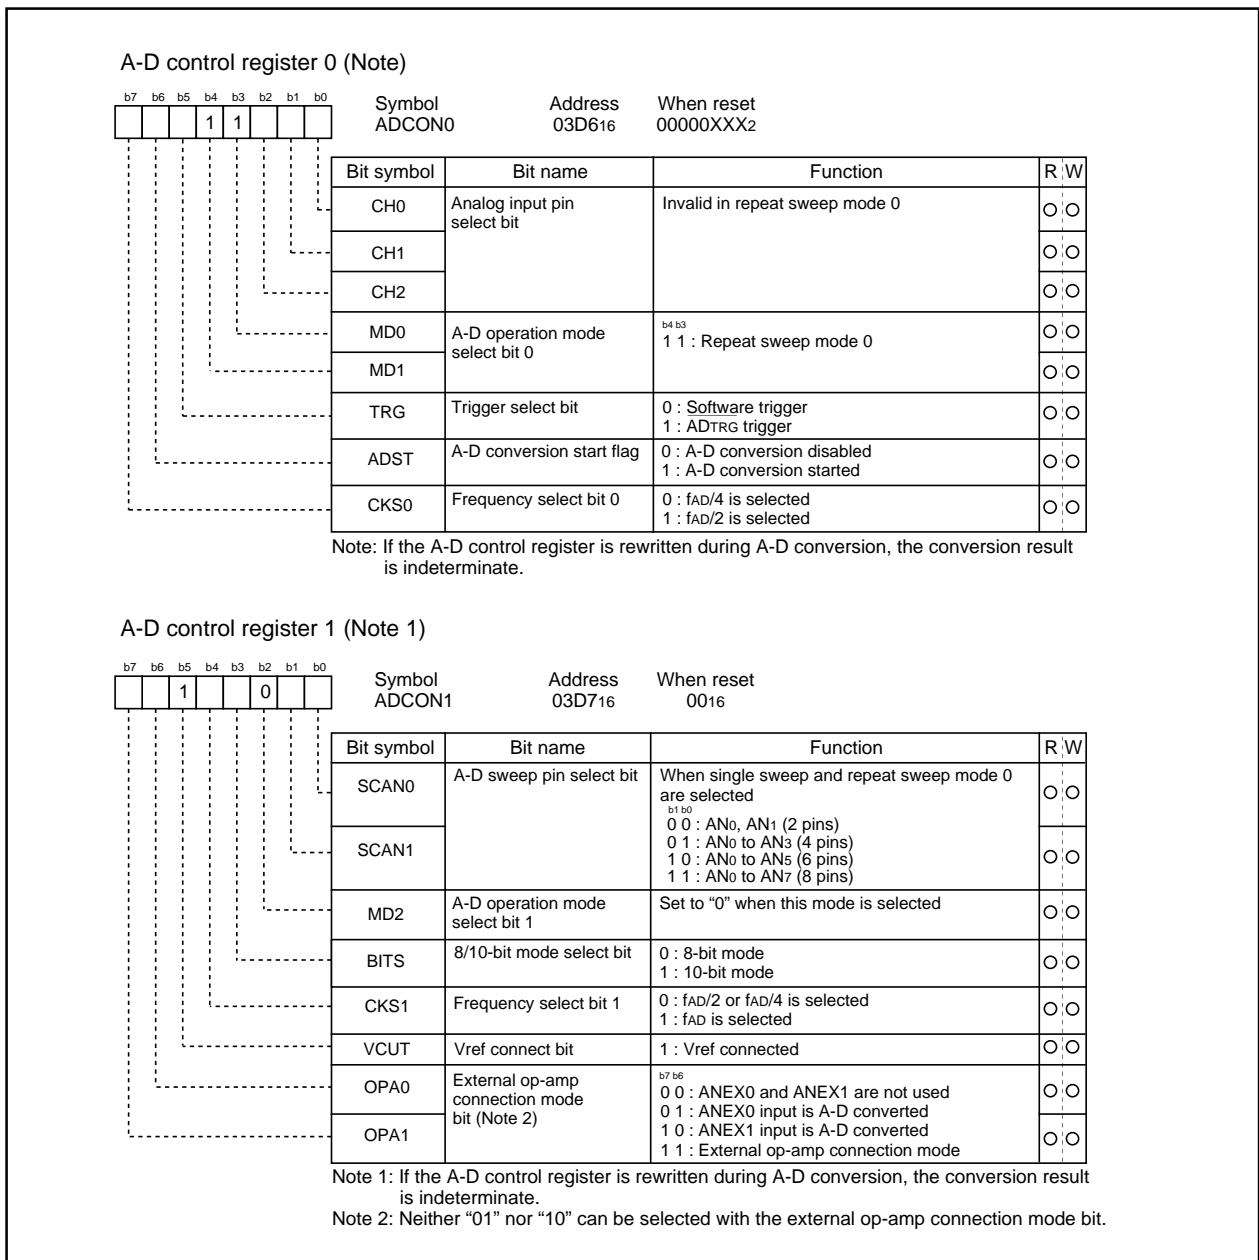 A-D control register 0 (Note)
b7 b6 b5 b4 b3 b2 b1 b0
1 1
Symbol Address When reset
ADCON0 03D616 00000XXX2
Bit symbol Bit name Function R W
CH0 Analog input pin select bit Invalid in repeat sweep mode 0
CH1
CH2
MD0 A-D operation mode select bit 0 b4 b3
1 1 : Repeat sweep mode 0
MD1
TRG Trigger select bit 0 : Software trigger
1 : ADTRG trigger
ADST A-D conversion start flag 0 : A-D conversion disabled
1 : A-D conversion started
CKS0 Frequency select bit 0 0 : fAD/4 is selected
1 : fAD/2 is selected
Note: If the A-D control register is rewritten during A-D conversion, the conversion result
is indeterminate.
A-D control register 1 (Note 1)
b7 b6 b5 b4 b3 b2 b1 b0
1 0
Symbol Address When reset
ADCON1 03D716 0016
Bit symbol Bit name Function R W
SCAN0 A-D sweep pin select bit When single sweep and repeat sweep mode 0
are selected
b1 b0
0 0 : AN0, AN1 (2 pins)
0 1 : AN0 to AN3 (4 pins)
SCAN1 1 0 : AN0 to AN5 (6 pins)
1 1 : AN0 to AN7 (8 pins)
MD2 A-D operation mode select bit 1 Set to “0” when this mode is selected
BITS 8/10-bit mode select bit 0 : 8-bit mode
1 : 10-bit mode
CKS1 Frequency select bit 1 0 : fAD/2 or fAD/4 is selected
1 : fAD is selected
VCUT Vref connect bit 1 : Vref connected
OPA0 External op-amp connection mode bit (Note 2) b7 b6
0 0 : ANEX0 and ANEX1 are not used
0 1 : ANEX0 input is A-D converted
OPA1 1 0 : ANEX1 input is A-D converted
1 1 : External op-amp connection mode
Note 1: If the A-D control register is rewritten during A-D conversion, the conversion result
is indeterminate.
Note 2: Neither “01” nor “10” can be selected with the external op-amp connection mode bit.